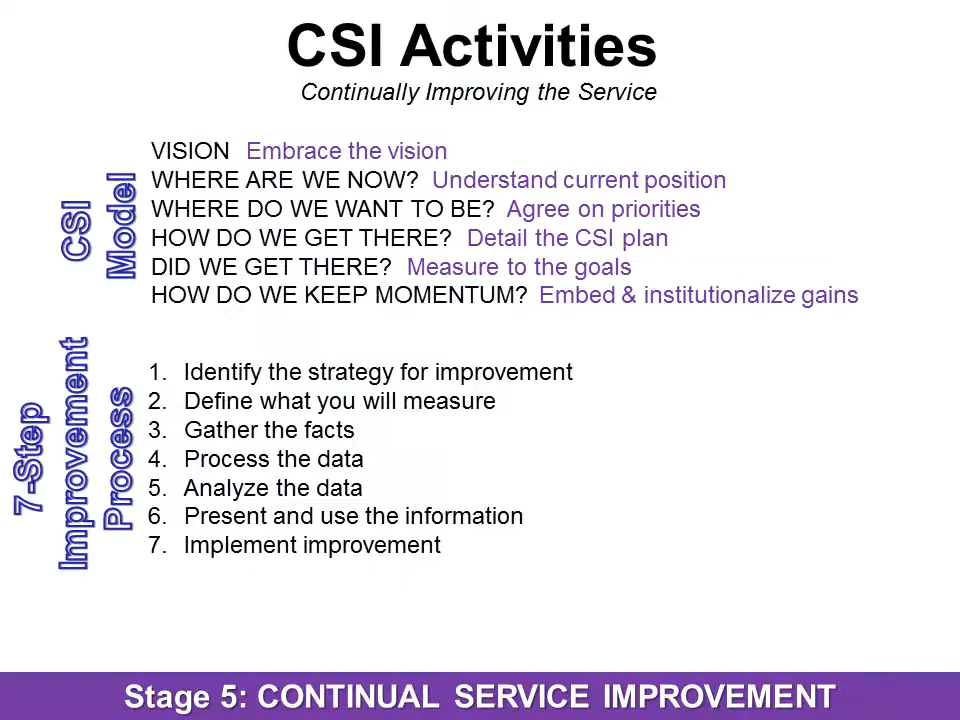 CSI Activities
Continually Improving the Service
CSI
Model
VISION Embrace the vision
WHERE ARE WE NOW? Understand current position
WHERE DO WE WANT TO BE? Agree on priorities
HOW DO WE GET THERE? Detail the CSI plan
DID WE GET THERE? Measure to the goals
HOW DO WE KEEP MOMENTUM? Embed & institutionalize gains
7-Step
Improvement
Process
1. Identify the strategy for improvement
2. Define what you will measure
3. Gather the facts
4. Process the data
5. Analyze the data
6. Present and use the information
7. Implement improvement
Stage 5: CONTINUAL SERVICE IMPROVEMENT